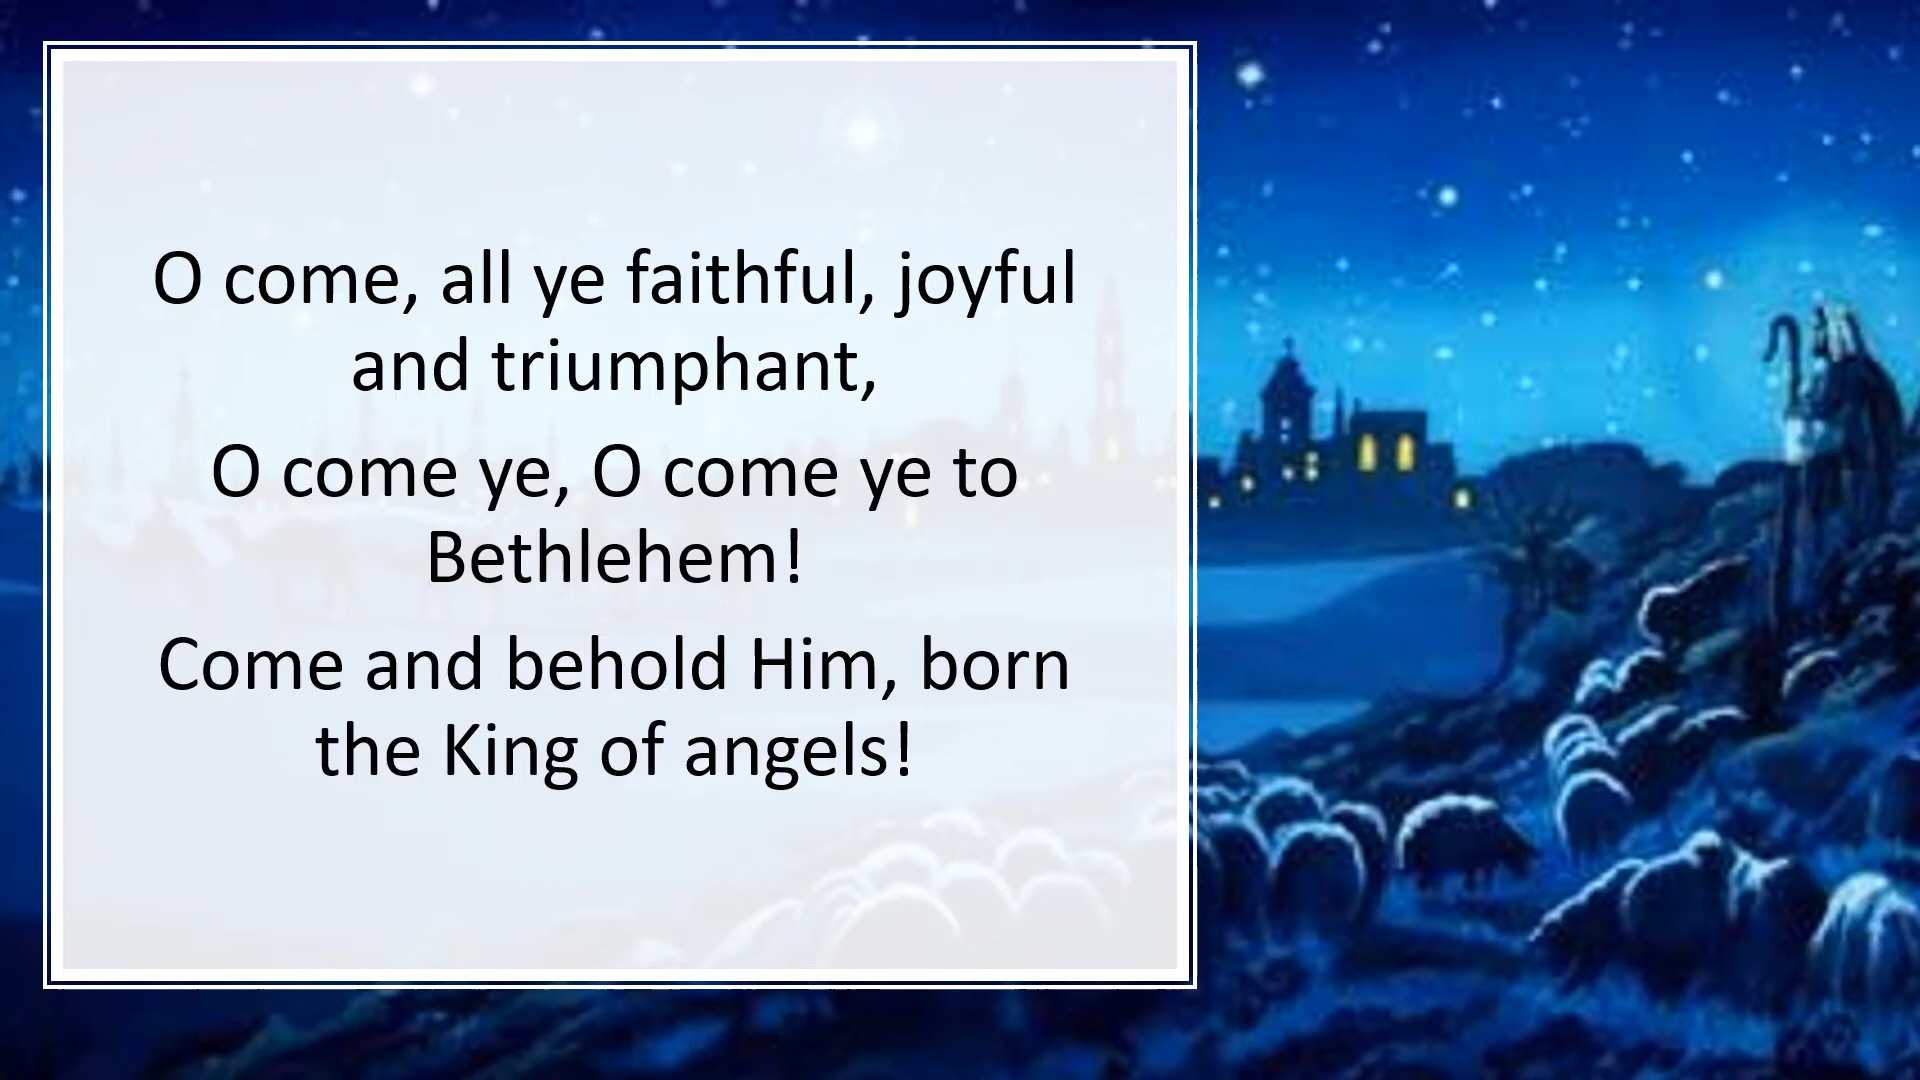 O come, all ye faithful, joyful
and triumphant,
O come ye, O come ye to
Bethlehem!
Come and behold Him, born
the King of angels!